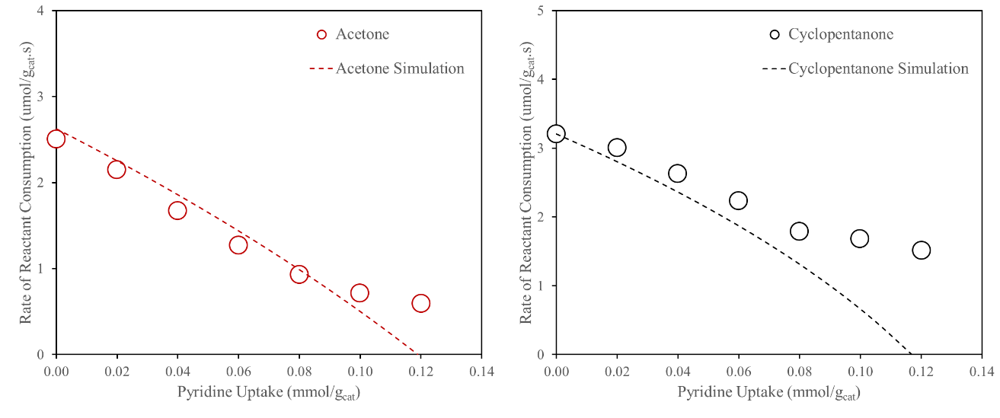 4
3
2
1
0
Rate of Reactant Consumption (umol/gcat.s)
Acetone
Acetone Simulation
0.00 0.02 0.04 0.06 0.08 0.10 0.12 0.14
Pyridine Uptake (mmol/gcat)
5
4
3
2
1
0
Rate of Reactant Consumption (umol/gcat.s)
Cyclopentanone
Cyclopentanone Simulation
0.00 0.02 0.04 0.06 0.08 0.10 0.12 0.14
Pyridine Uptake (mmol/gcat)